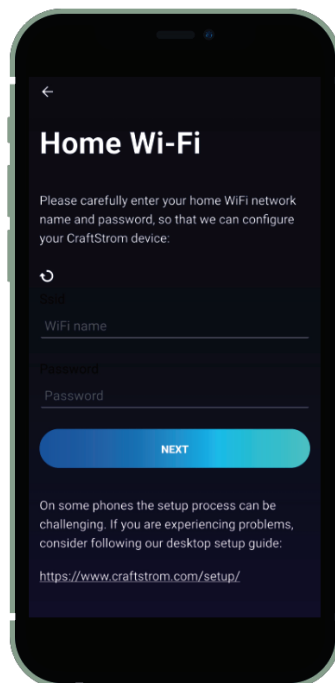 Home Wi-Fi
Please carefully enter your home WiFi network
name and password, so that we can configure
your CraftStrom device:
Ssid
WiFi name
Password
Password
NEXT
On some phones the setup process can be
challenging. If you are experiencing problems,
consider following our desktop setup guide:
https://www.craftstrom.com/setup/